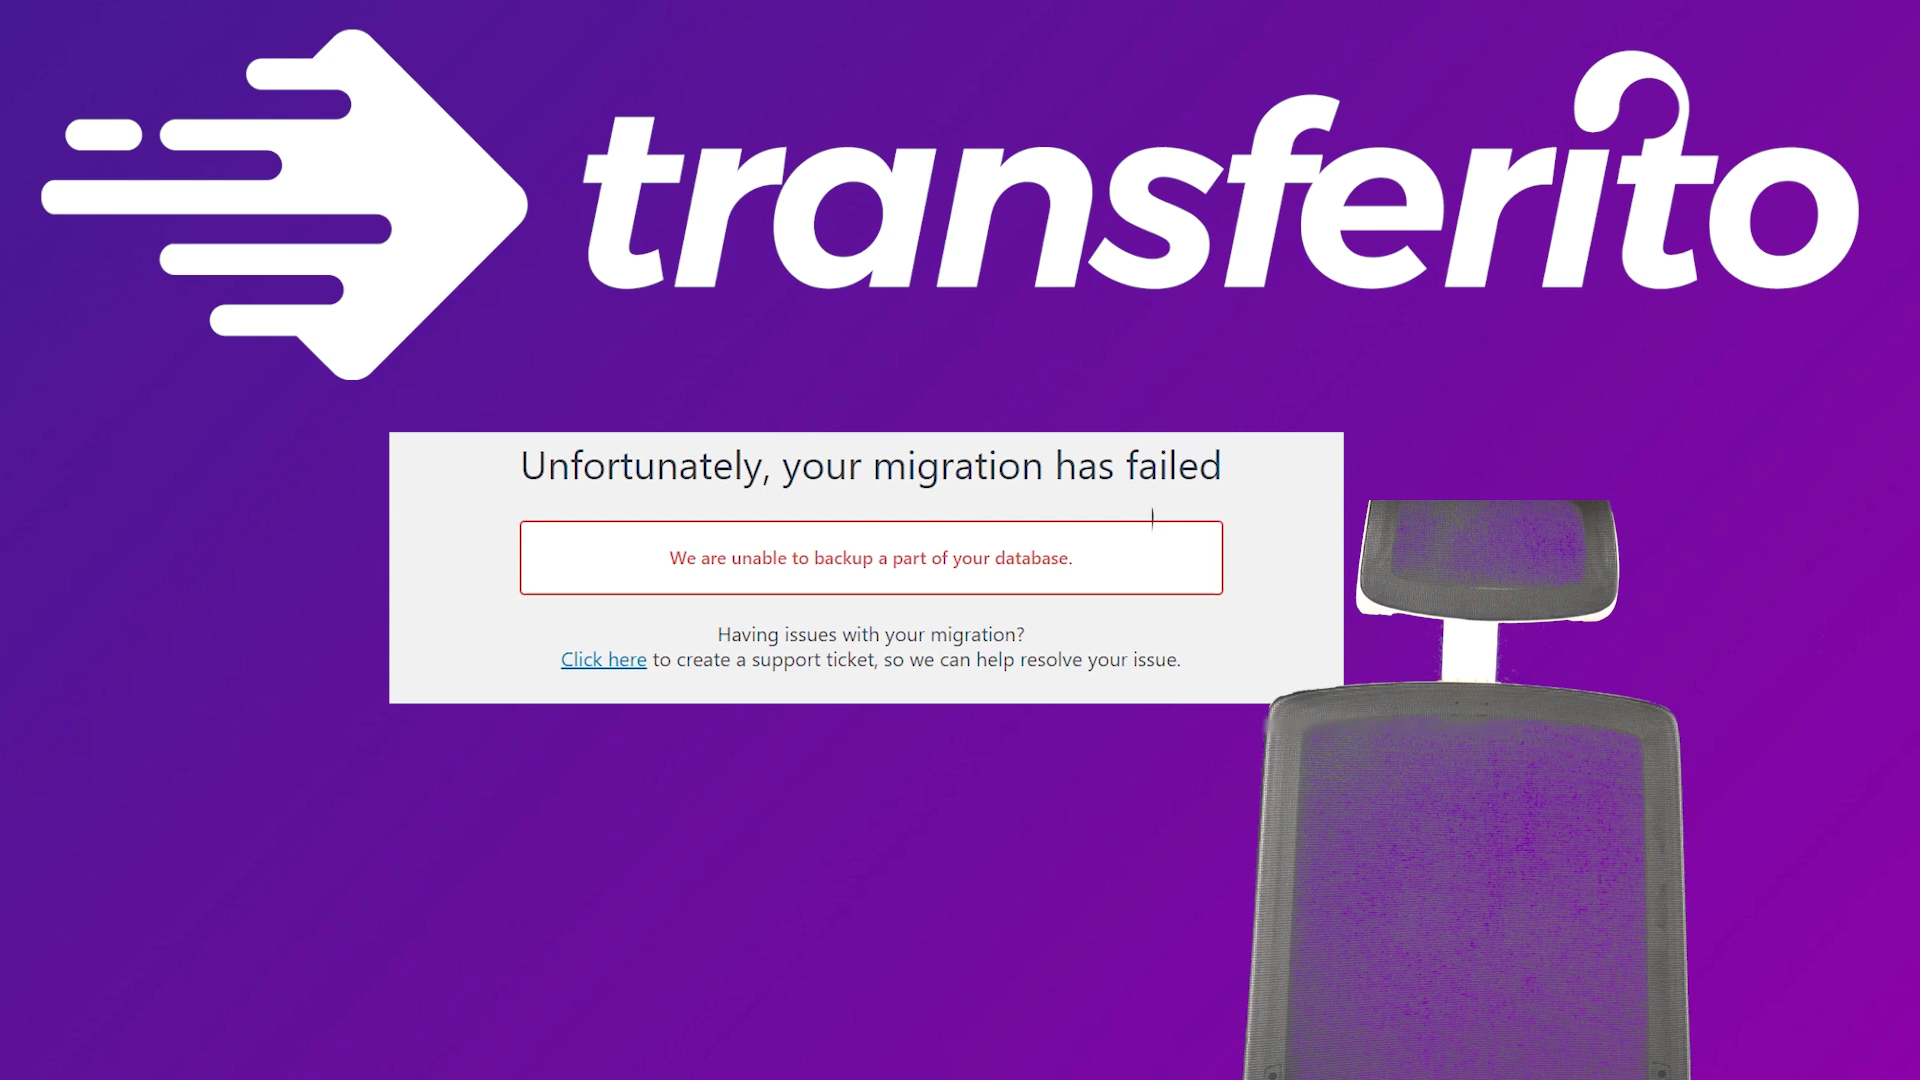 transferito
Unfortunately, your migration has failed
We are unable to backup a part of your database.
Having issues with your migration?
Click here to create a support ticket, so we can help resolve your issue.